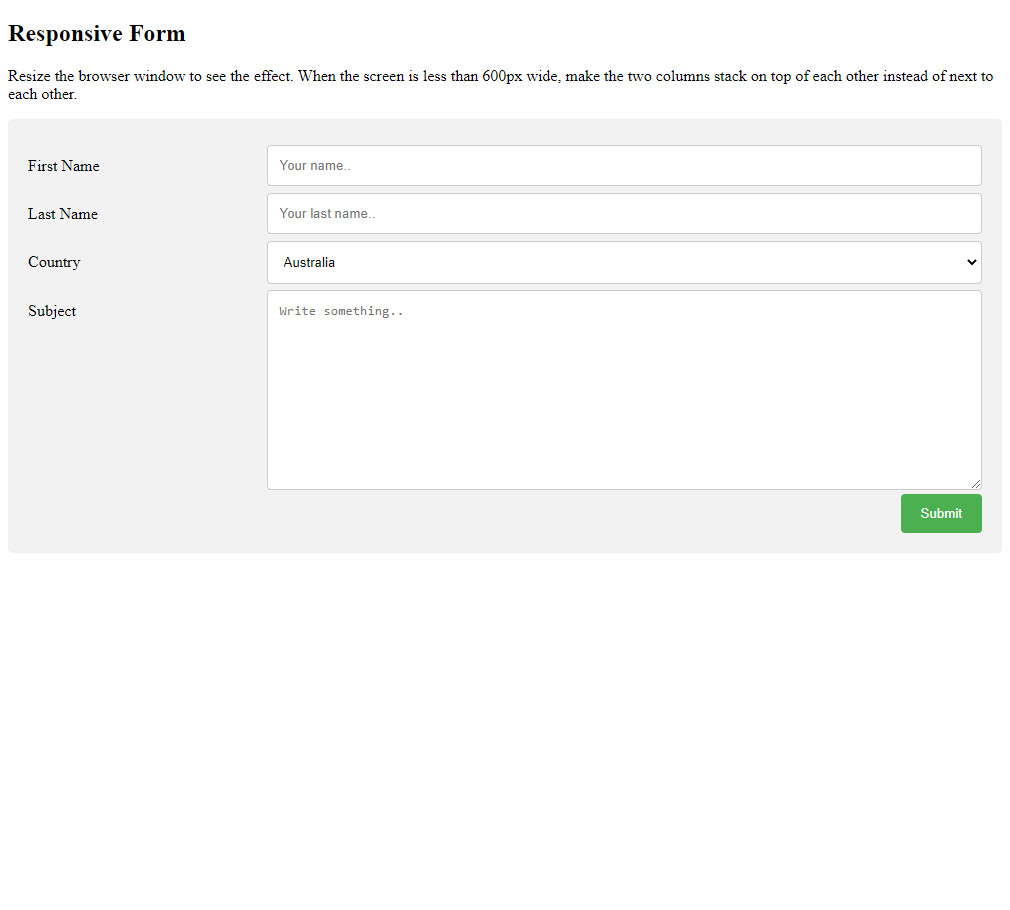 Responsive Form
Resize the browser window to see the effect. When the screen is less than 600px wide, make the two columns stack on top of each other instead of next to
each other.
First Name
Your name..
Last Name
Your last name..
Country
Australia
Subject
Write something..
Submit